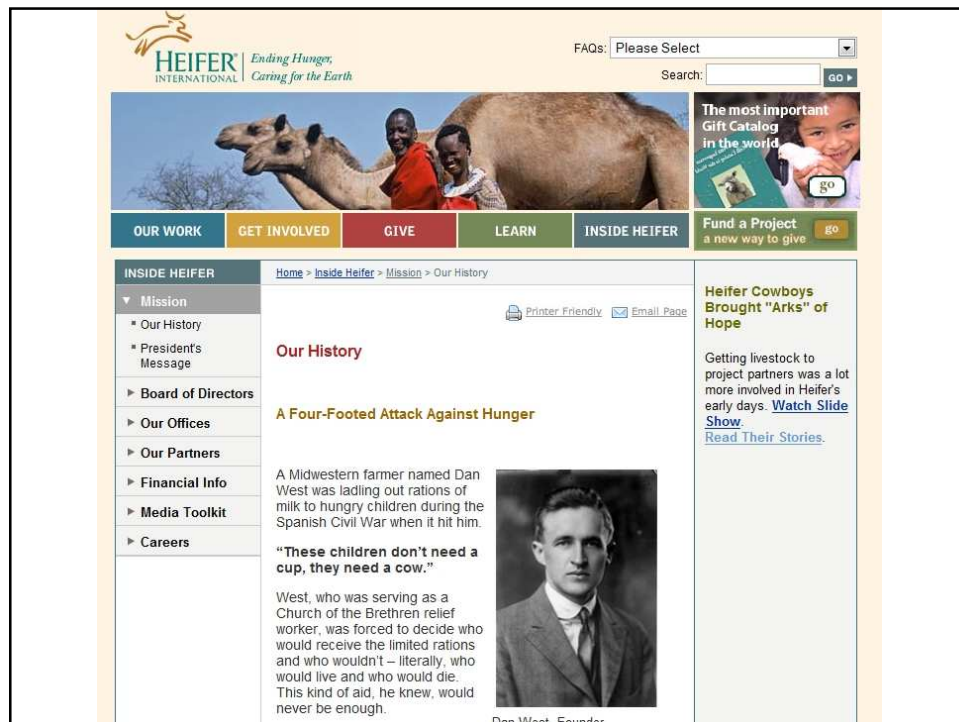 HEIFER®
INTERNATIONAL
Ending Hunger,
Caring for the Earth
FAQs: Please Select
Search:
GO
The most important
Gift Catalog
in the world
go
OUR WORK
GET INVOLVED
GIVE
LEARN
INSIDE HEIFER
Fund a Project
a new way to give
go
INSIDE HEIFER
Mission
Our History
President's
Message
Board of Directors
Our Offices
Our Partners
Financial Info
Media Toolkit
Careers
Home > Inside Heifer > Mission > Our History
Printer Friendly
Email Page
Our History
A Four-Footed Attack Against Hunger
A Midwestern farmer named Dan
West was ladling out rations of
milk to hungry children during the
Spanish Civil War when it hit him.
“These children don’t need a
cup, they need a cow.”
West, who was serving as a
Church of the Brethren relief
worker, was forced to decide who
would receive the limited rations
and who wouldn’t – literally, who
would live and who would die.
This kind of aid, he knew, would
never be enough.
Dan West, Founder
Heifer Cowboys
Brought "Arks" of
Hope
Getting livestock to
project partners was a lot
more involved in Heifer's
early days. Watch Slide
Show.
Read Their Stories.